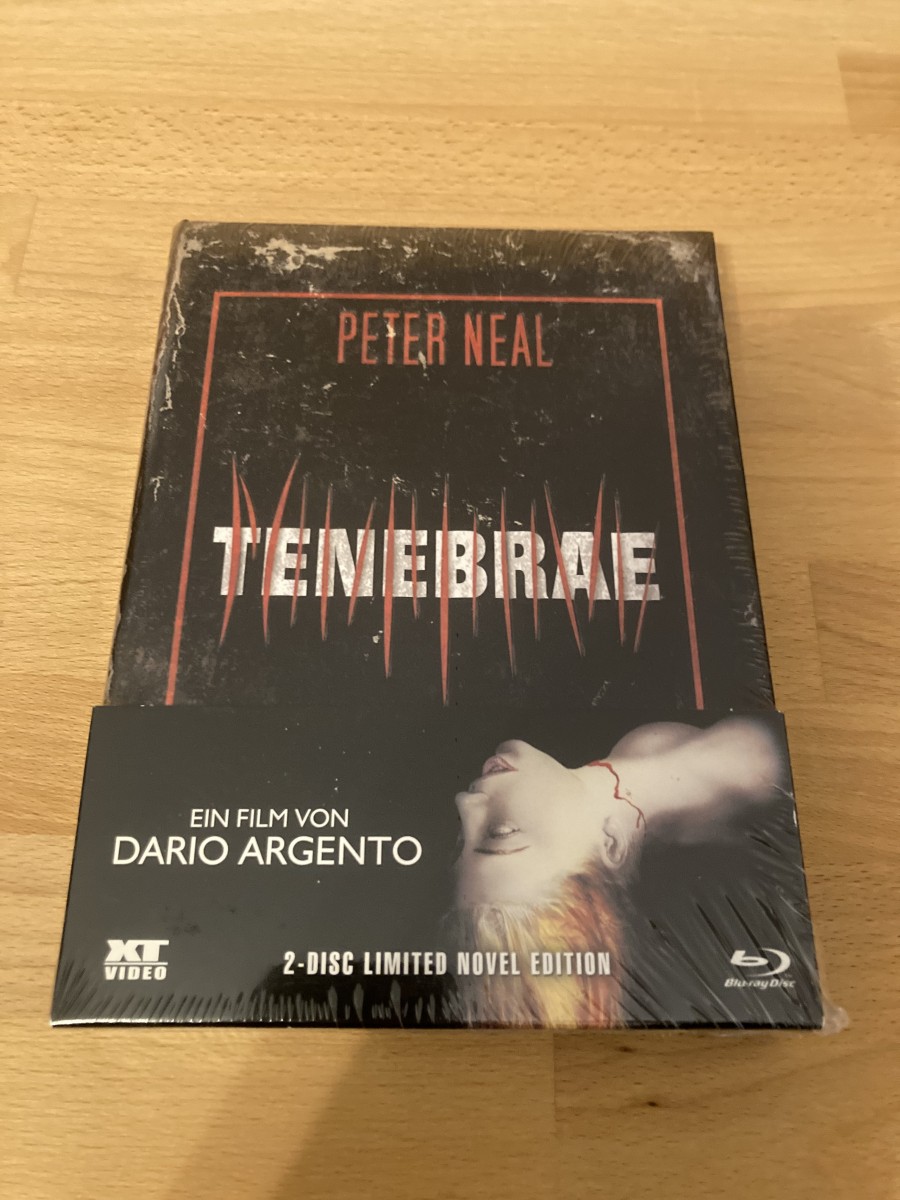 PETER NEAL
TENEBRAE
EIN FILM VON
DARIO ARGENTO
XT
VIDEO
2-DISC LIMITED NOVEL EDITION
Blu-ray Disc